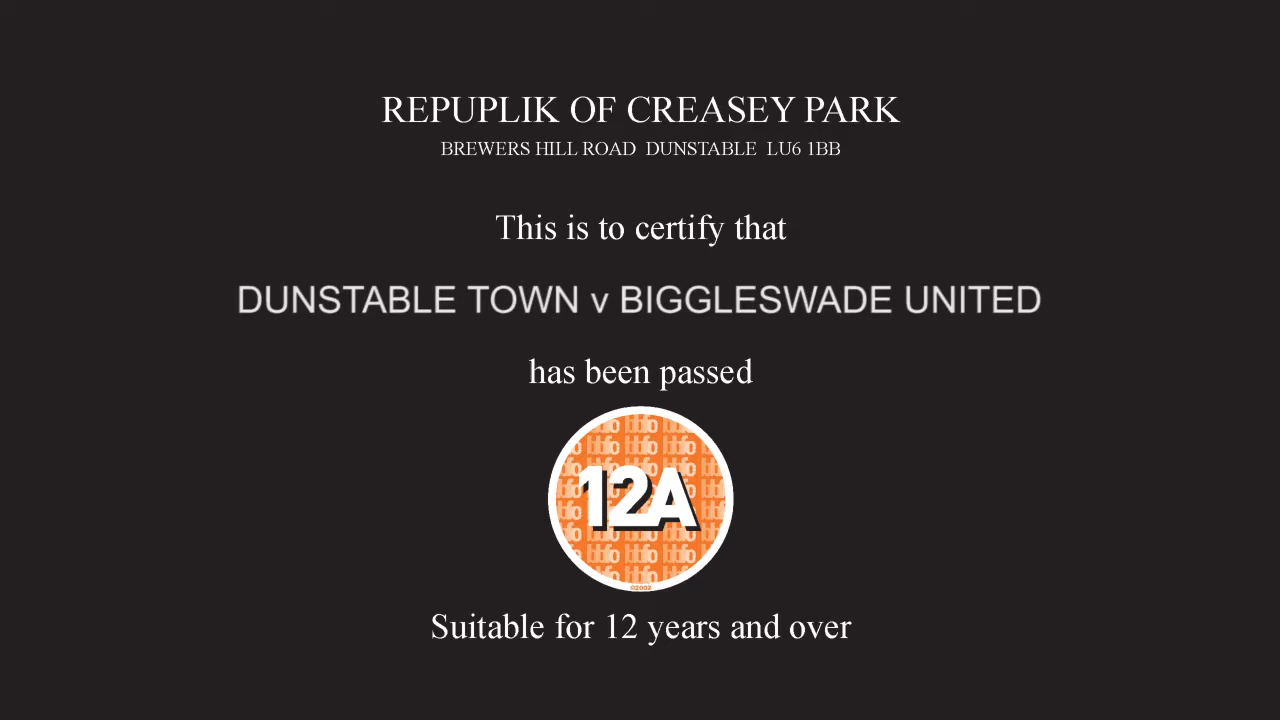 REPUPLIK OF CREASEY PARK
BREWERS HILL ROAD DUNSTABLE LU6 1BB
This is to certify that
DUNSTABLE TOWN v BIGGLESWADE UNITED
has been passed
12A
©2002
Suitable for 12 years and over